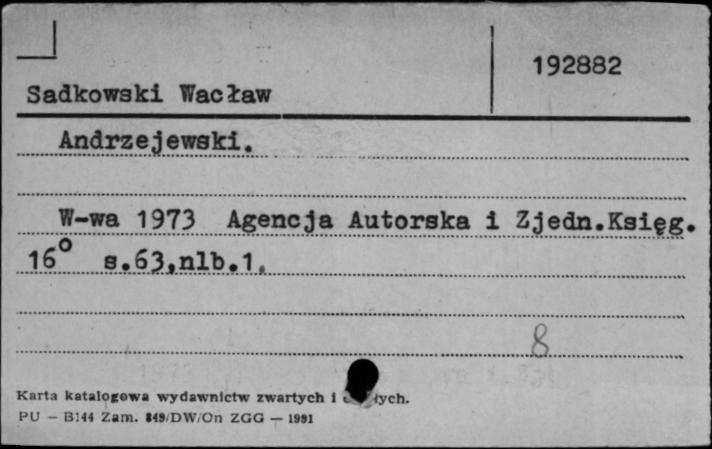 192882
Sadkowski Wacław
Andrzejewski.
W-wa 1973 Agencja Autorska i Zjedn.Księg.
16° s.63,nlb.1.
8
Karta katalogowa wydawnictw zwartych i
PU — B144 Zam. 849/DW/On ZGG — 1991